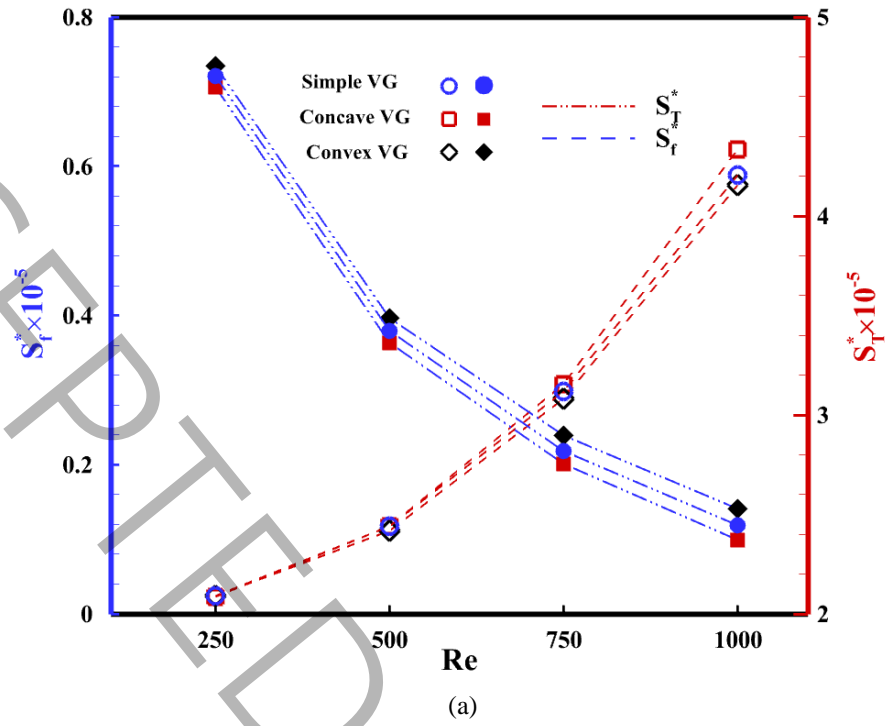 0.8
0.6
0.4
0.2
0
S*f×10-5
5
4
3
2
S*T×10-5
Simple VG
Concave VG
Convex VG
S*T
S*f
250 500 750 1000
Re
(a)
CEPTED